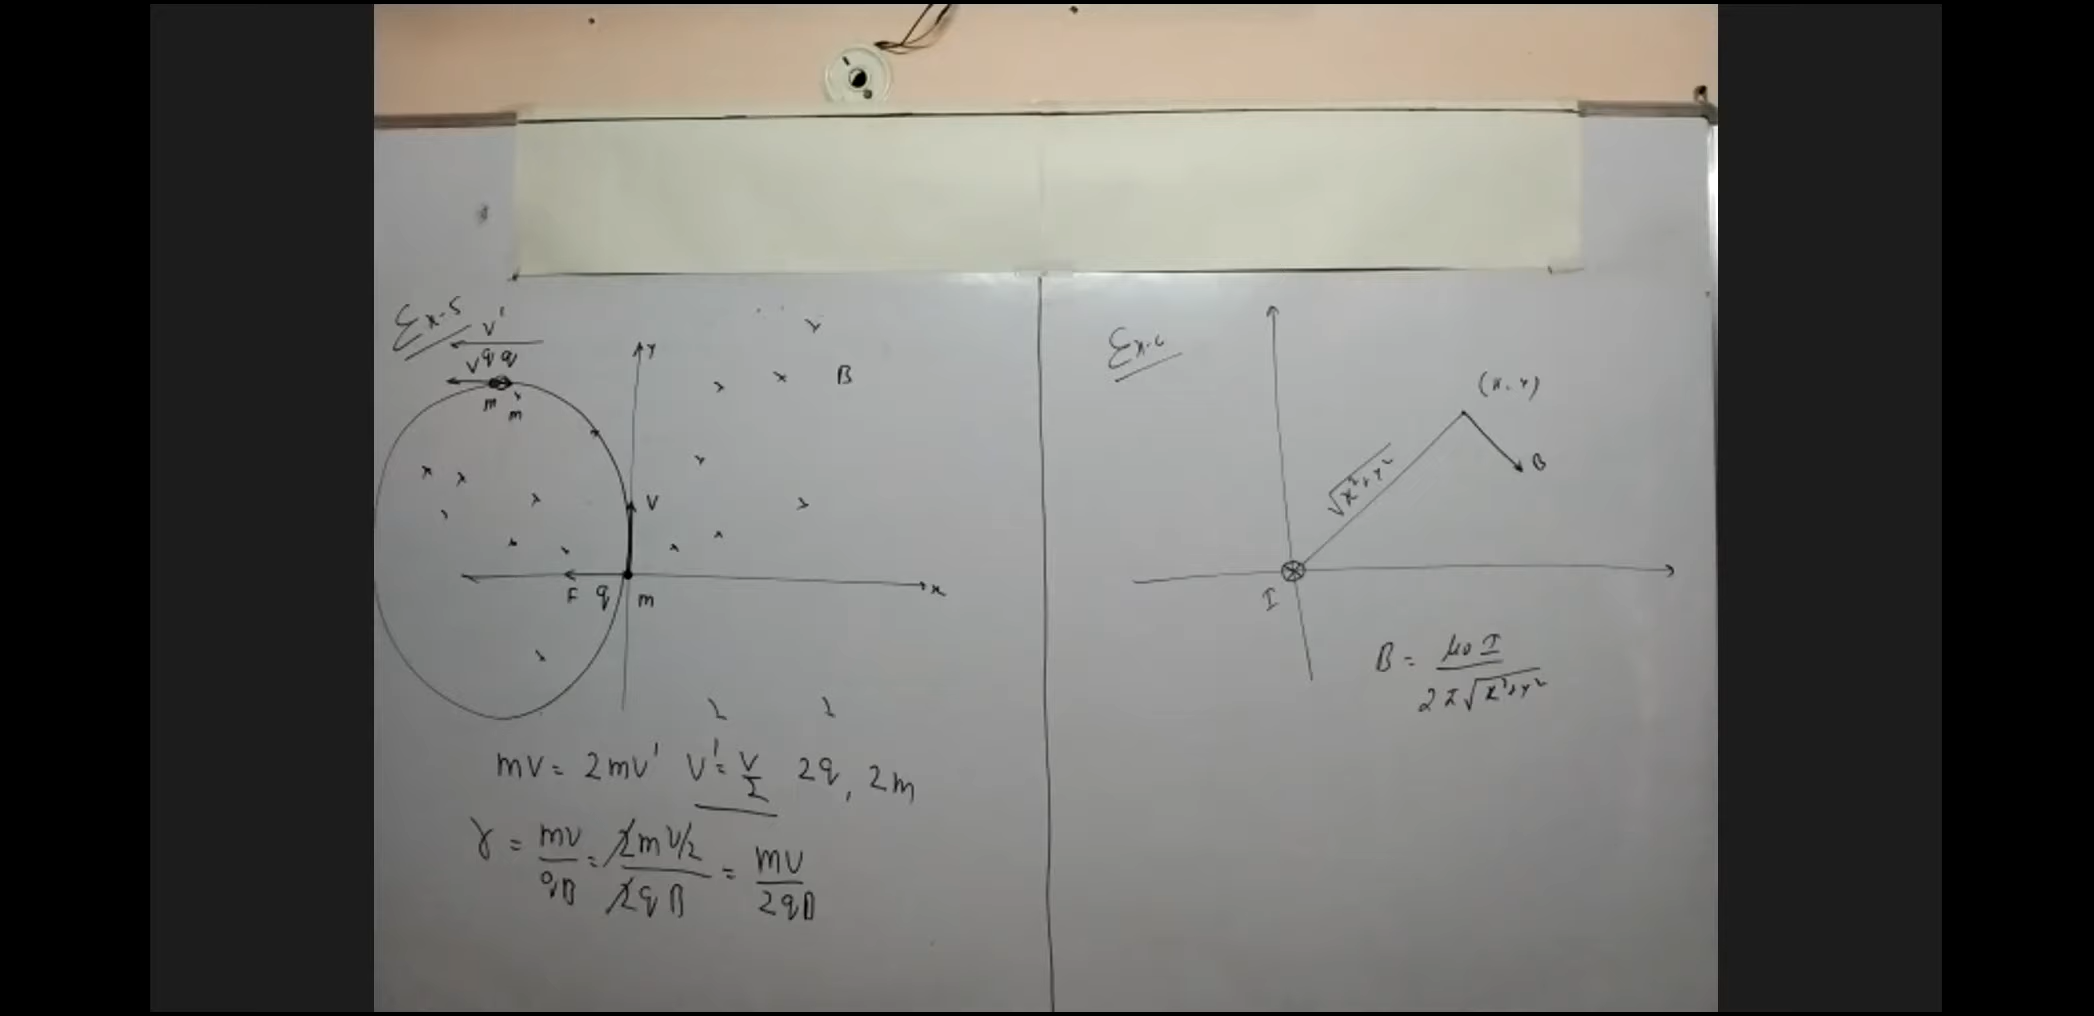 Ex-5
V'
V q q
m m
Y
B
V
F q m
x
mV = 2mV' V' = V/2 2q, 2m
r = mV/qB = 2mV/2 / 2qB = mV/2qB
Ex-6
(x, y)
√x²+y²
B
I
B = μ0 I / 2π√x²+y²